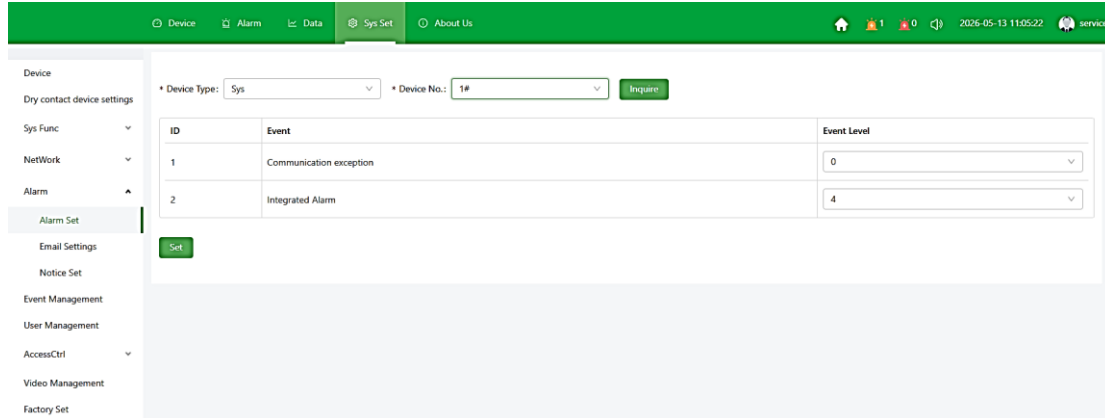 Device Alarm Data Sys Set About Us 1 0 2026-05-13 11:05:22 service
Device
Dry contact device settings
Sys Func
NetWork
Alarm
Alarm Set
Email Settings
Notice Set
Event Management
User Management
AccessCtrl
Video Management
Factory Set
* Device Type: Sys * Device No.: 1# Inquire
ID Event Event Level
1 Communication exception 0
2 Integrated Alarm 4
Set